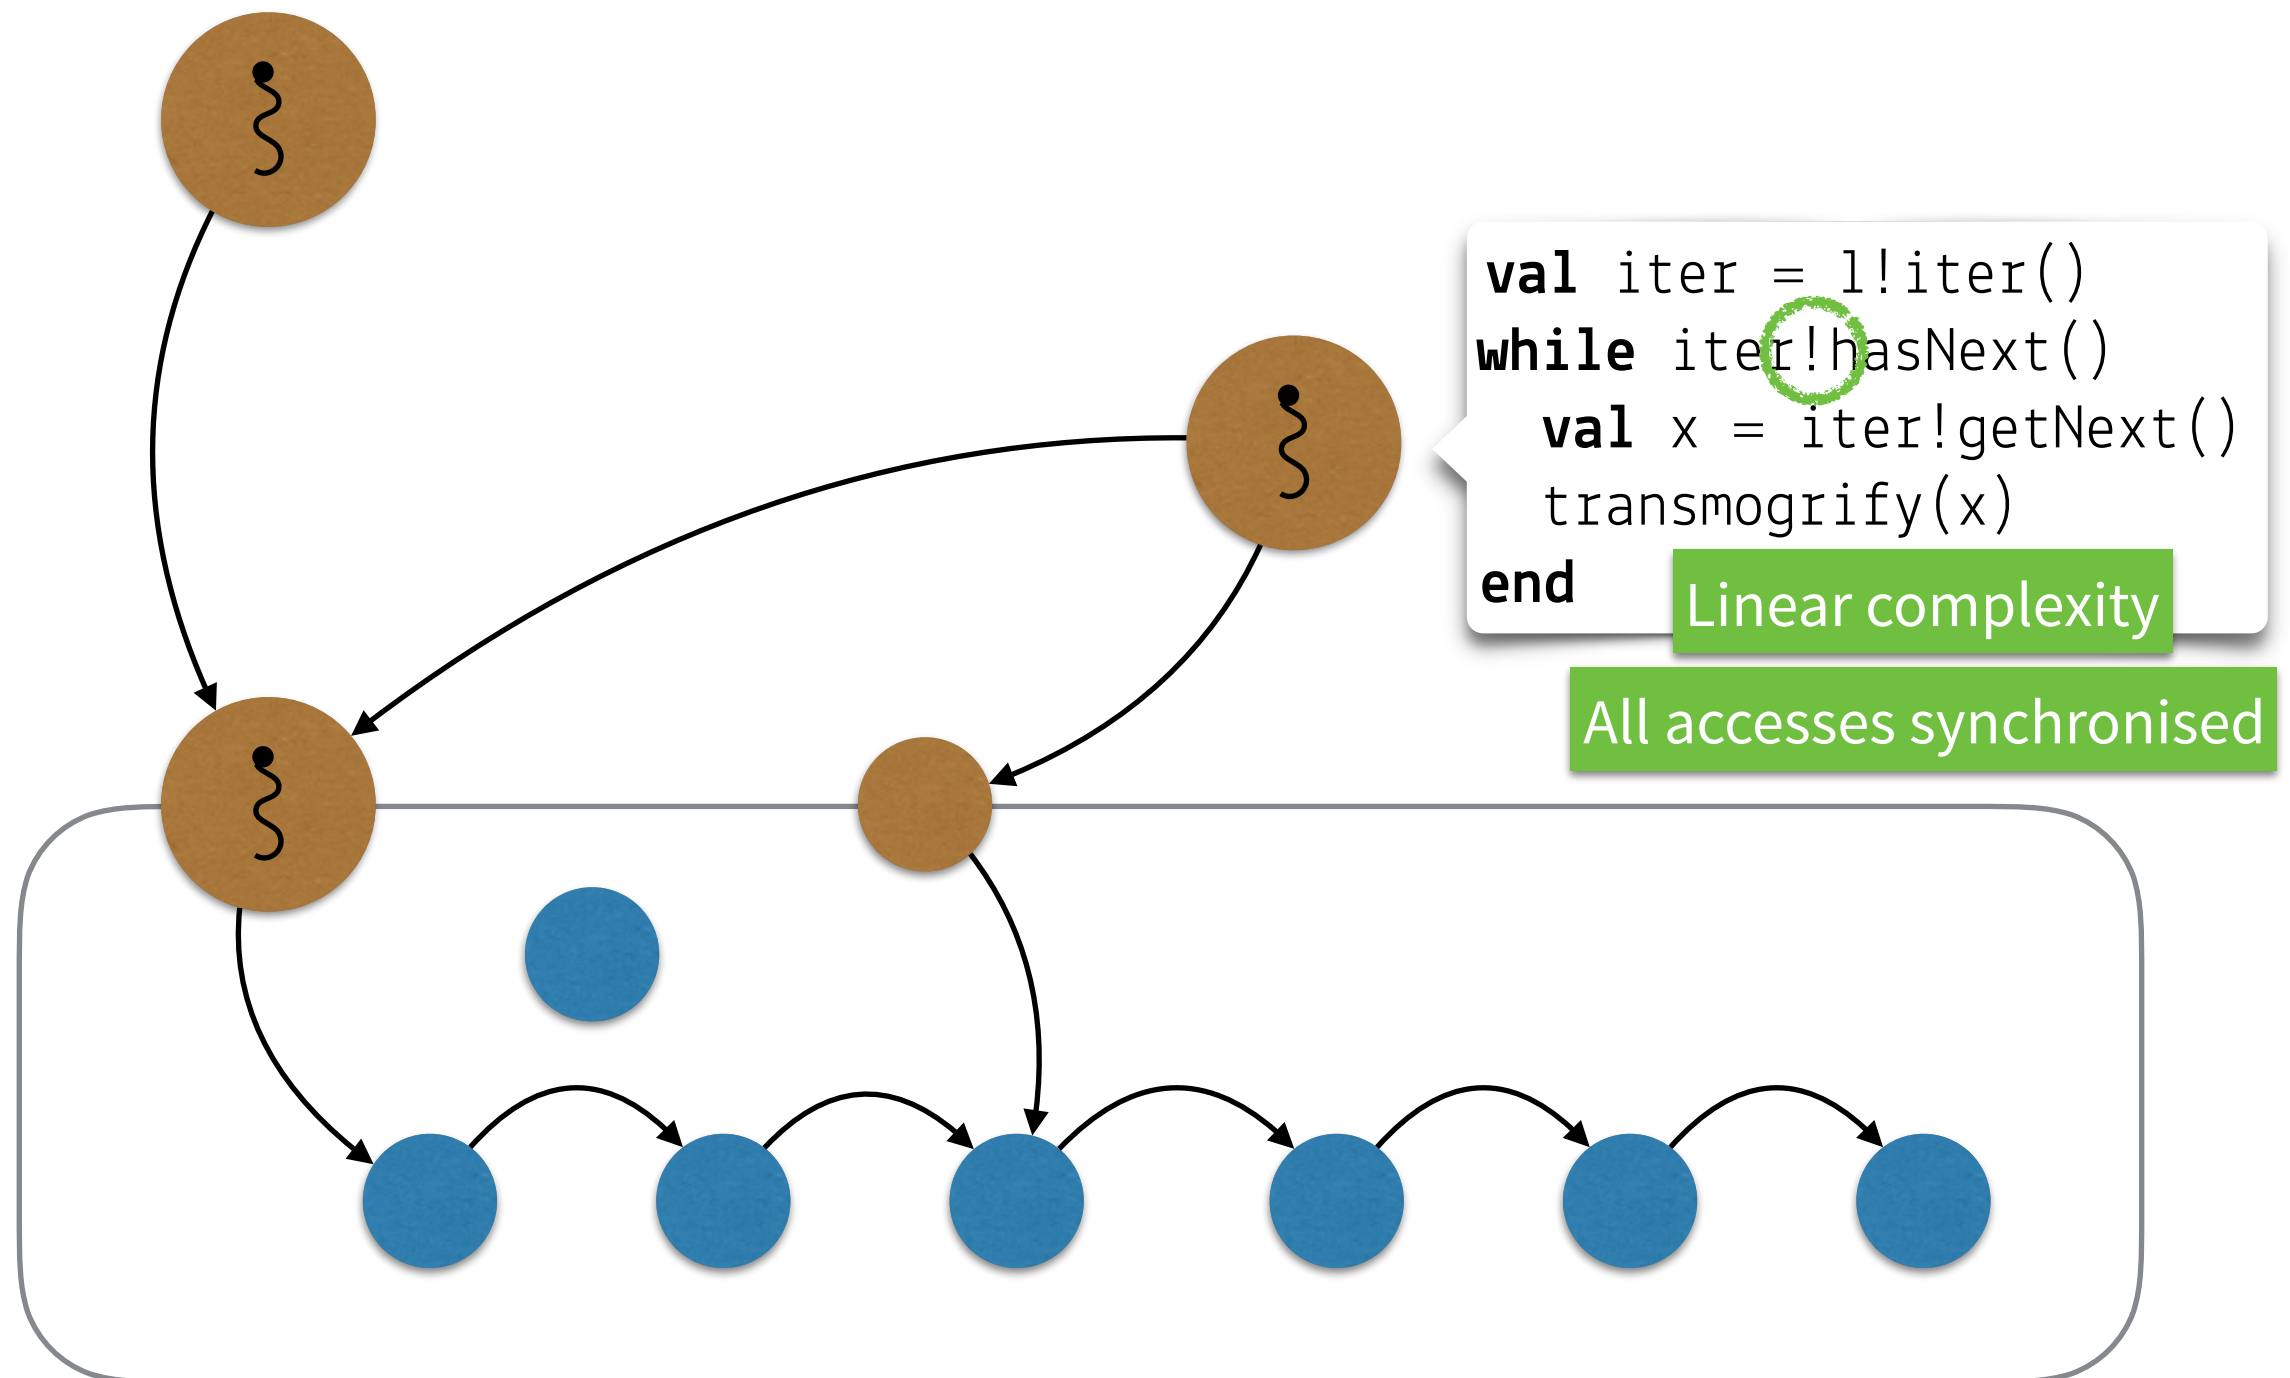 val iter = l!iter()
while iter!hasNext()
val x = iter!getNext()
transmogrify(x)
end
Linear complexity
All accesses synchronised